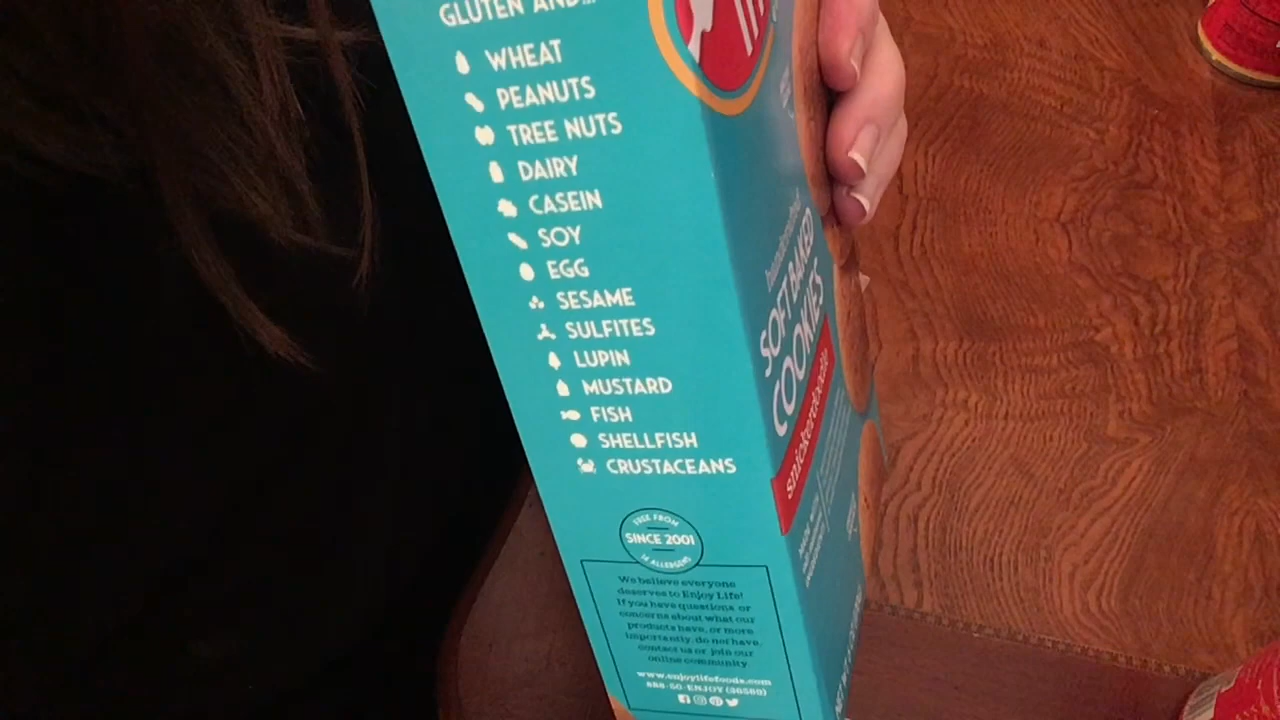 GLUTEN AND...
WHEAT
PEANUTS
TREE NUTS
DAIRY
CASEIN
SOY
EGG
SESAME
SULFITES
LUPIN
MUSTARD
FISH
SHELLFISH
CRUSTACEANS
FREE FROM
SINCE 2001
14 ALLERGENS
We believe everyone
deserves to Enjoy Life!
If you have questions or
concerns about what our
products have, or more
importantly, do not have,
contact us or join our
online community.
www.enjoylifefoods.com
888-50-ENJOY (36569)
SOFT BAKED
COOKIES
snickerdoodle